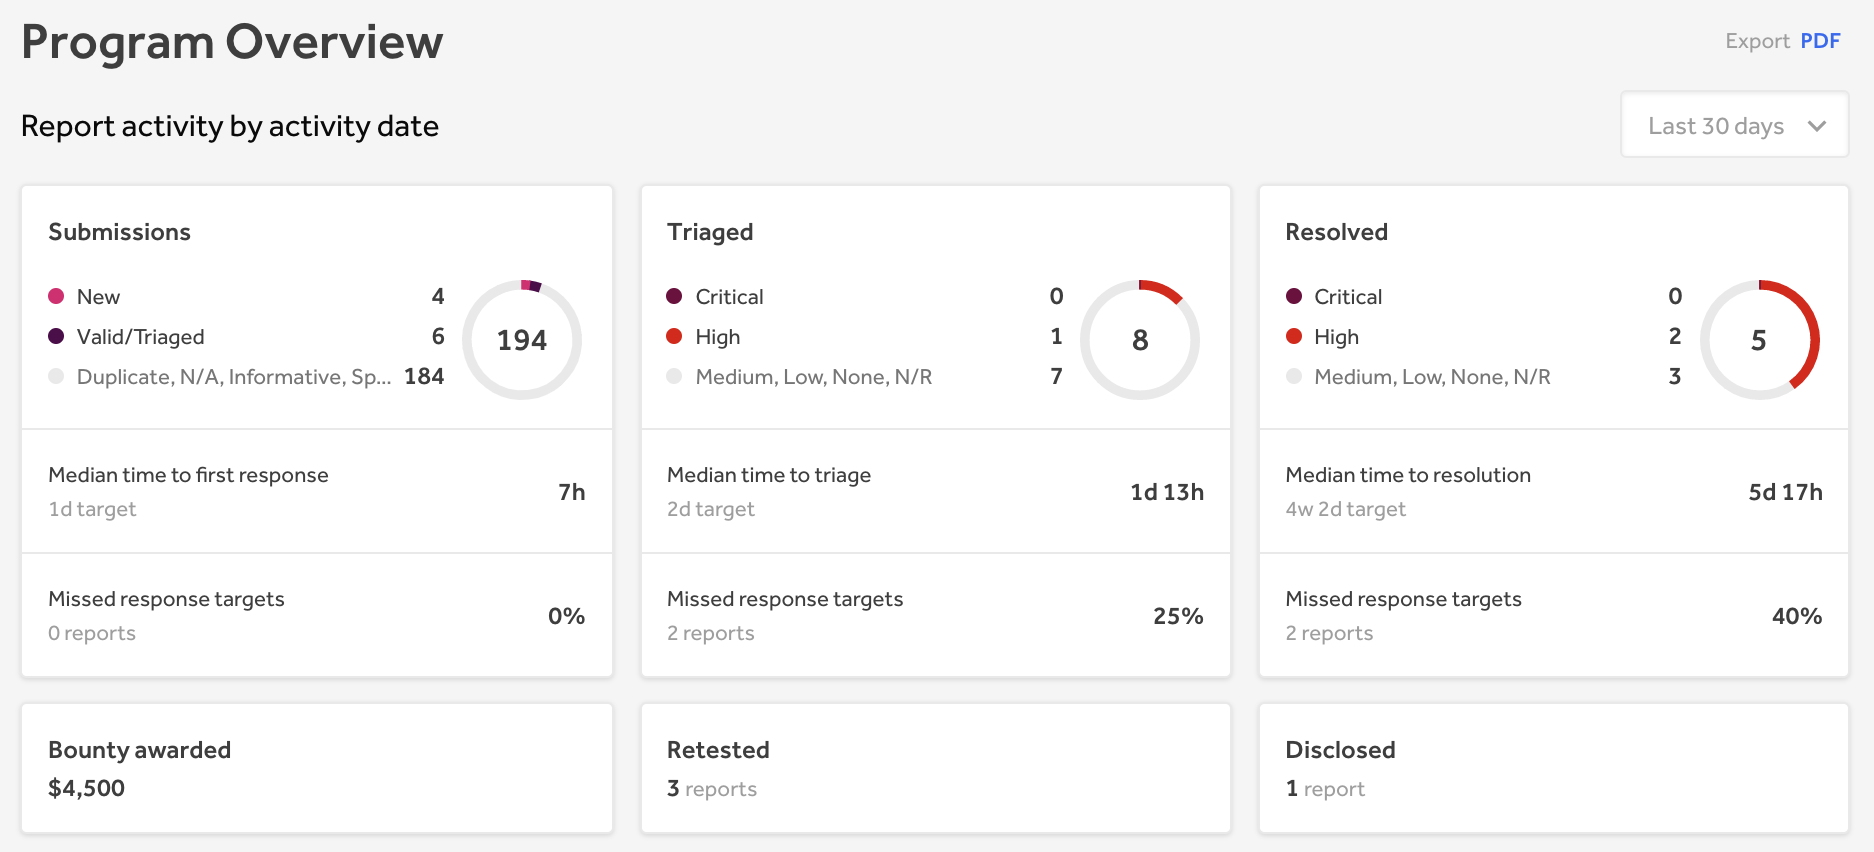 Program Overview
Export PDF
Report activity by activity date
Last 30 days
Submissions
New 4
Valid/Triaged 6
Duplicate, N/A, Informative, Sp... 184
194
Median time to first response
1d target
7h
Missed response targets
0 reports
0%
Triaged
Critical 0
High 1
Medium, Low, None, N/R 7
8
Median time to triage
2d target
1d 13h
Missed response targets
2 reports
25%
Resolved
Critical 0
High 2
Medium, Low, None, N/R 3
5
Median time to resolution
4w 2d target
5d 17h
Missed response targets
2 reports
40%
Bounty awarded
$4,500
Retested
3 reports
Disclosed
1 report